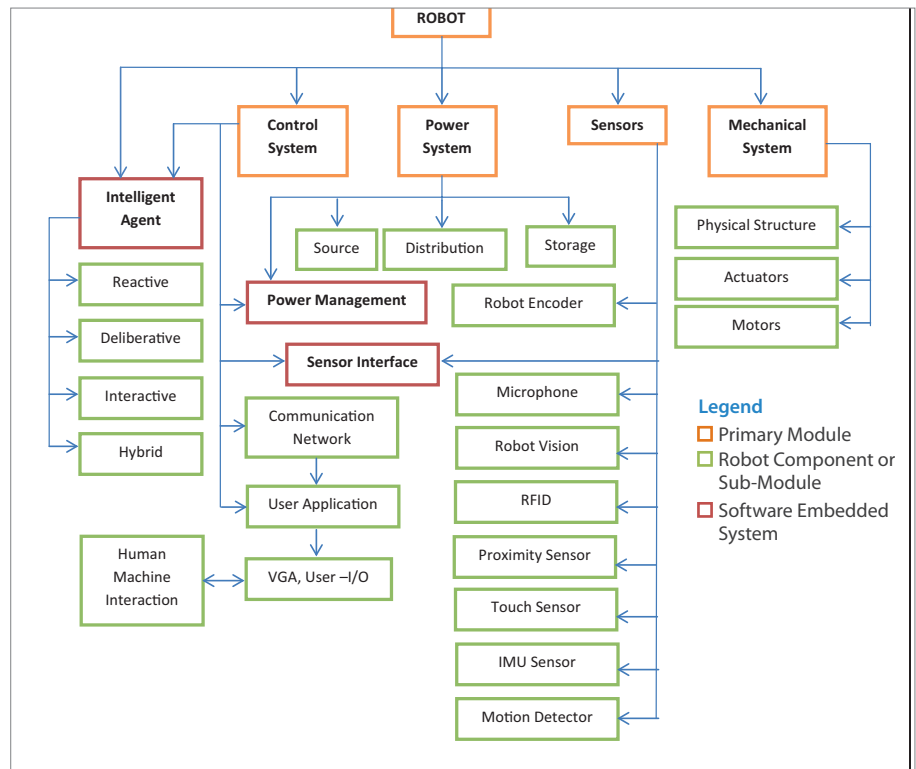 ROBOT
Control
System
Power
System
Sensors
Mechanical
System
Intelligent
Agent
Source
Distribution
Storage
Physical Structure
Reactive
Power Management
Robot Encoder
Actuators
Deliberative
Motors
Sensor Interface
Interactive
Microphone
Communication
Network
Hybrid
Robot Vision
User Application
RFID
Human
Machine
Interaction
VGA, User –I/O
Proximity Sensor
Touch Sensor
IMU Sensor
Motion Detector
Legend
Primary Module
Robot Component or
Sub-Module
Software Embedded
System